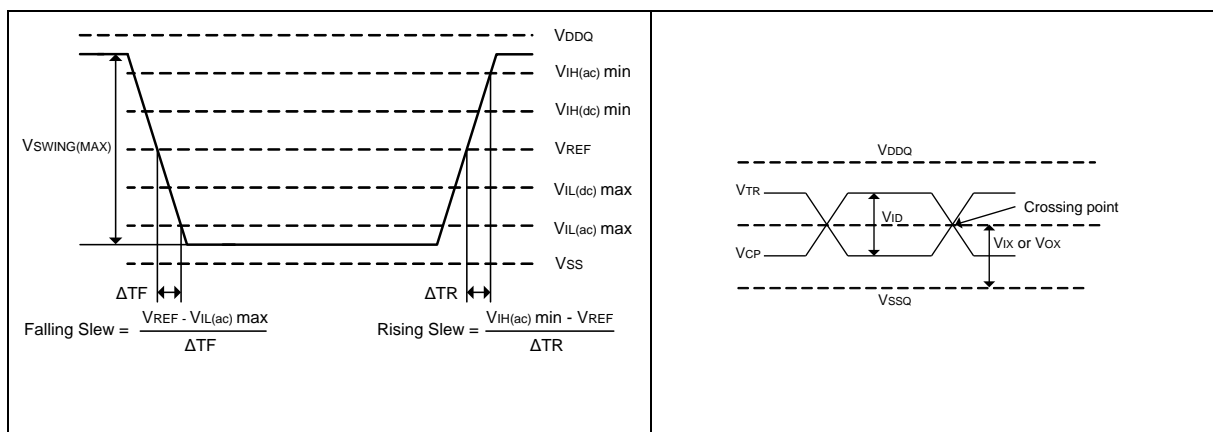 VDDQ
VIH(ac) min
VIH(dc) min
VSWING(MAX)
VREF
VIL(dc) max
VIL(ac) max
VSS
ΔTF
ΔTR
Falling Slew = VREF - VIL(ac) max
ΔTF
Rising Slew = VIH(ac) min - VREF
ΔTR
VDDQ
VTR
VID
Crossing point
VIX or VOX
VCP
VSSQ